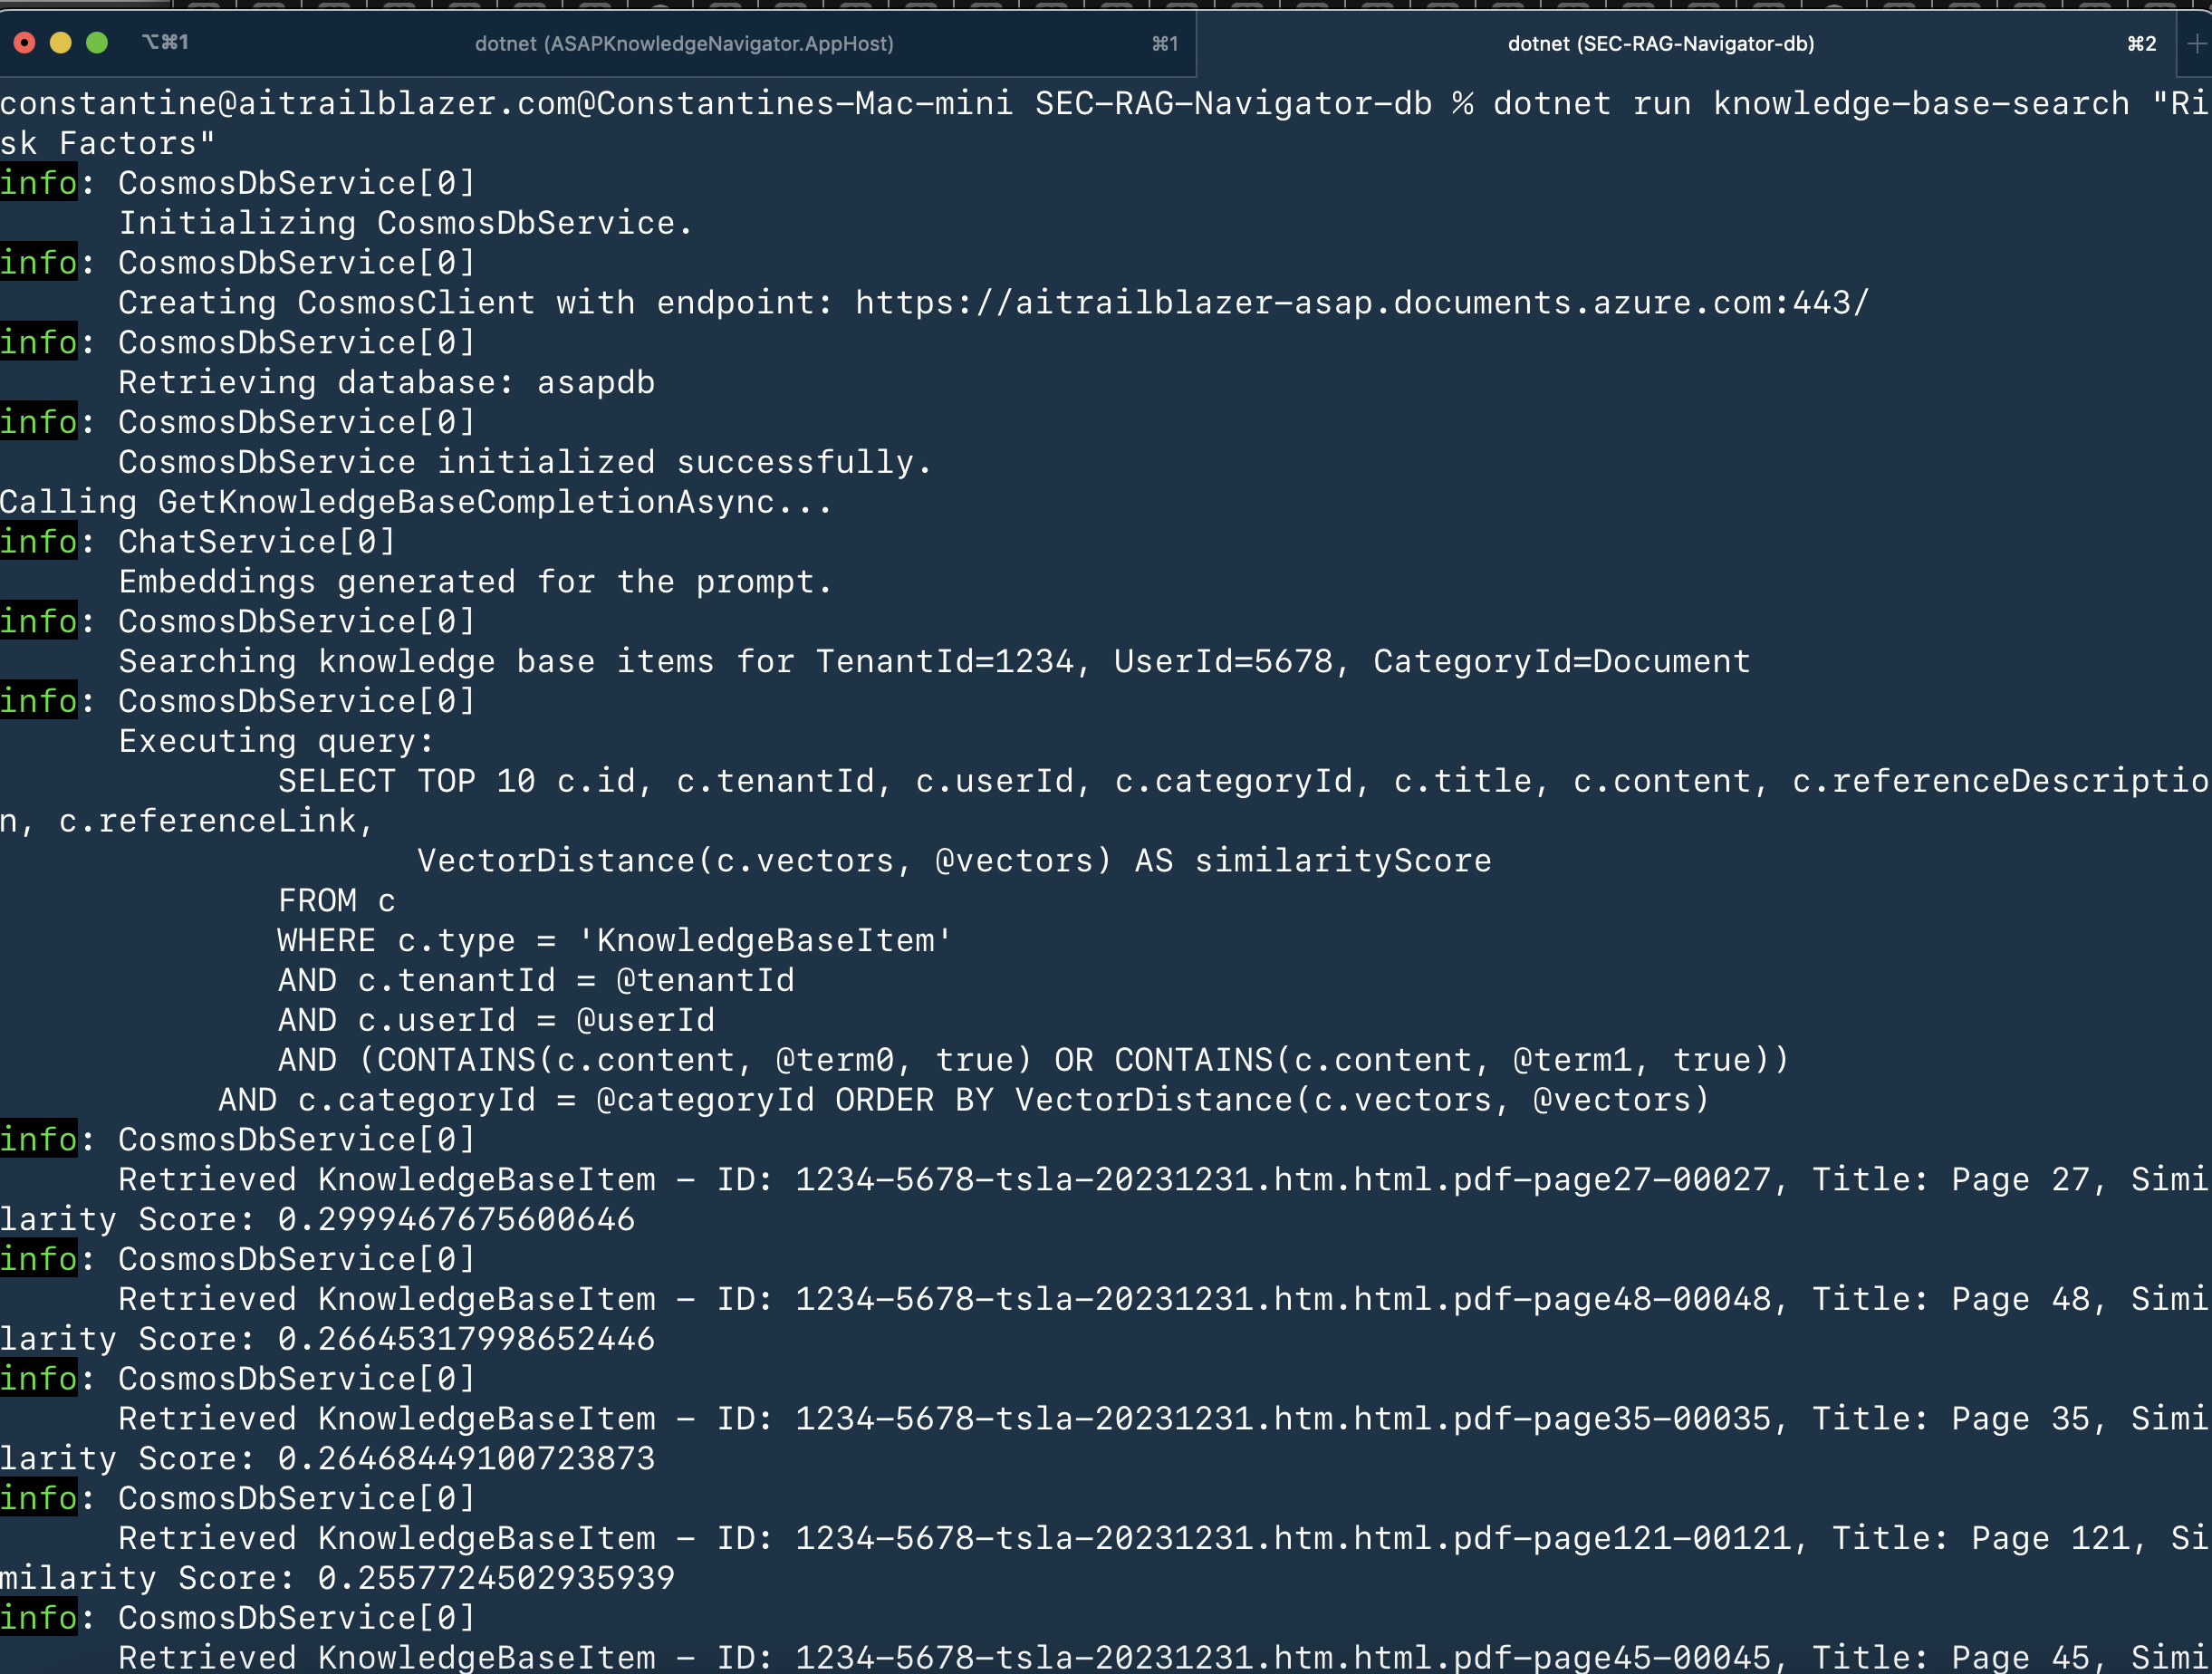 ⌥⌘1 dotnet (ASAPKnowledgeNavigator.AppHost) ⌘1 dotnet (SEC-RAG-Navigator-db) ⌘2 +
constantine@aitrailblazer.com@Constantines-Mac-mini SEC-RAG-Navigator-db % dotnet run knowledge-base-search "Ri
sk Factors"
info: CosmosDbService[0]
Initializing CosmosDbService.
info: CosmosDbService[0]
Creating CosmosClient with endpoint: https://aitrailblazer-asap.documents.azure.com:443/
info: CosmosDbService[0]
Retrieving database: asapdb
info: CosmosDbService[0]
CosmosDbService initialized successfully.
Calling GetKnowledgeBaseCompletionAsync...
info: ChatService[0]
Embeddings generated for the prompt.
info: CosmosDbService[0]
Searching knowledge base items for TenantId=1234, UserId=5678, CategoryId=Document
info: CosmosDbService[0]
Executing query:
SELECT TOP 10 c.id, c.tenantId, c.userId, c.categoryId, c.title, c.content, c.referenceDescriptio
n, c.referenceLink,
VectorDistance(c.vectors, @vectors) AS similarityScore
FROM c
WHERE c.type = 'KnowledgeBaseItem'
AND c.tenantId = @tenantId
AND c.userId = @userId
AND (CONTAINS(c.content, @term0, true) OR CONTAINS(c.content, @term1, true))
AND c.categoryId = @categoryId ORDER BY VectorDistance(c.vectors, @vectors)
info: CosmosDbService[0]
Retrieved KnowledgeBaseItem - ID: 1234-5678-tsla-20231231.htm.html.pdf-page27-00027, Title: Page 27, Simi
larity Score: 0.2999467675600646
info: CosmosDbService[0]
Retrieved KnowledgeBaseItem - ID: 1234-5678-tsla-20231231.htm.html.pdf-page48-00048, Title: Page 48, Simi
larity Score: 0.26645317998652446
info: CosmosDbService[0]
Retrieved KnowledgeBaseItem - ID: 1234-5678-tsla-20231231.htm.html.pdf-page35-00035, Title: Page 35, Simi
larity Score: 0.26468449100723873
info: CosmosDbService[0]
Retrieved KnowledgeBaseItem - ID: 1234-5678-tsla-20231231.htm.html.pdf-page121-00121, Title: Page 121, Si
milarity Score: 0.2557724502935939
info: CosmosDbService[0]
Retrieved KnowledgeBaseItem - ID: 1234-5678-tsla-20231231.htm.html.pdf-page45-00045, Title: Page 45, Simi